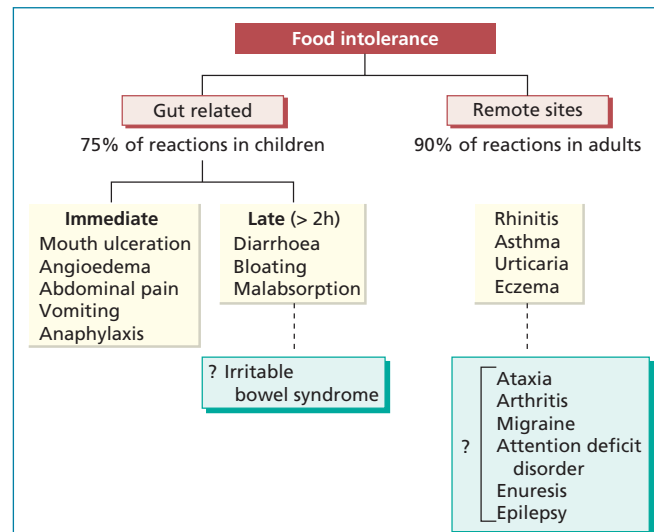 Food intolerance
Gut related
75% of reactions in children
Remote sites
90% of reactions in adults
Immediate
Mouth ulceration
Angioedema
Abdominal pain
Vomiting
Anaphylaxis
Late (> 2h)
Diarrhoea
Bloating
Malabsorption
? Irritable
bowel syndrome
Rhinitis
Asthma
Urticaria
Eczema
?
Ataxia
Arthritis
Migraine
Attention deficit
disorder
Enuresis
Epilepsy